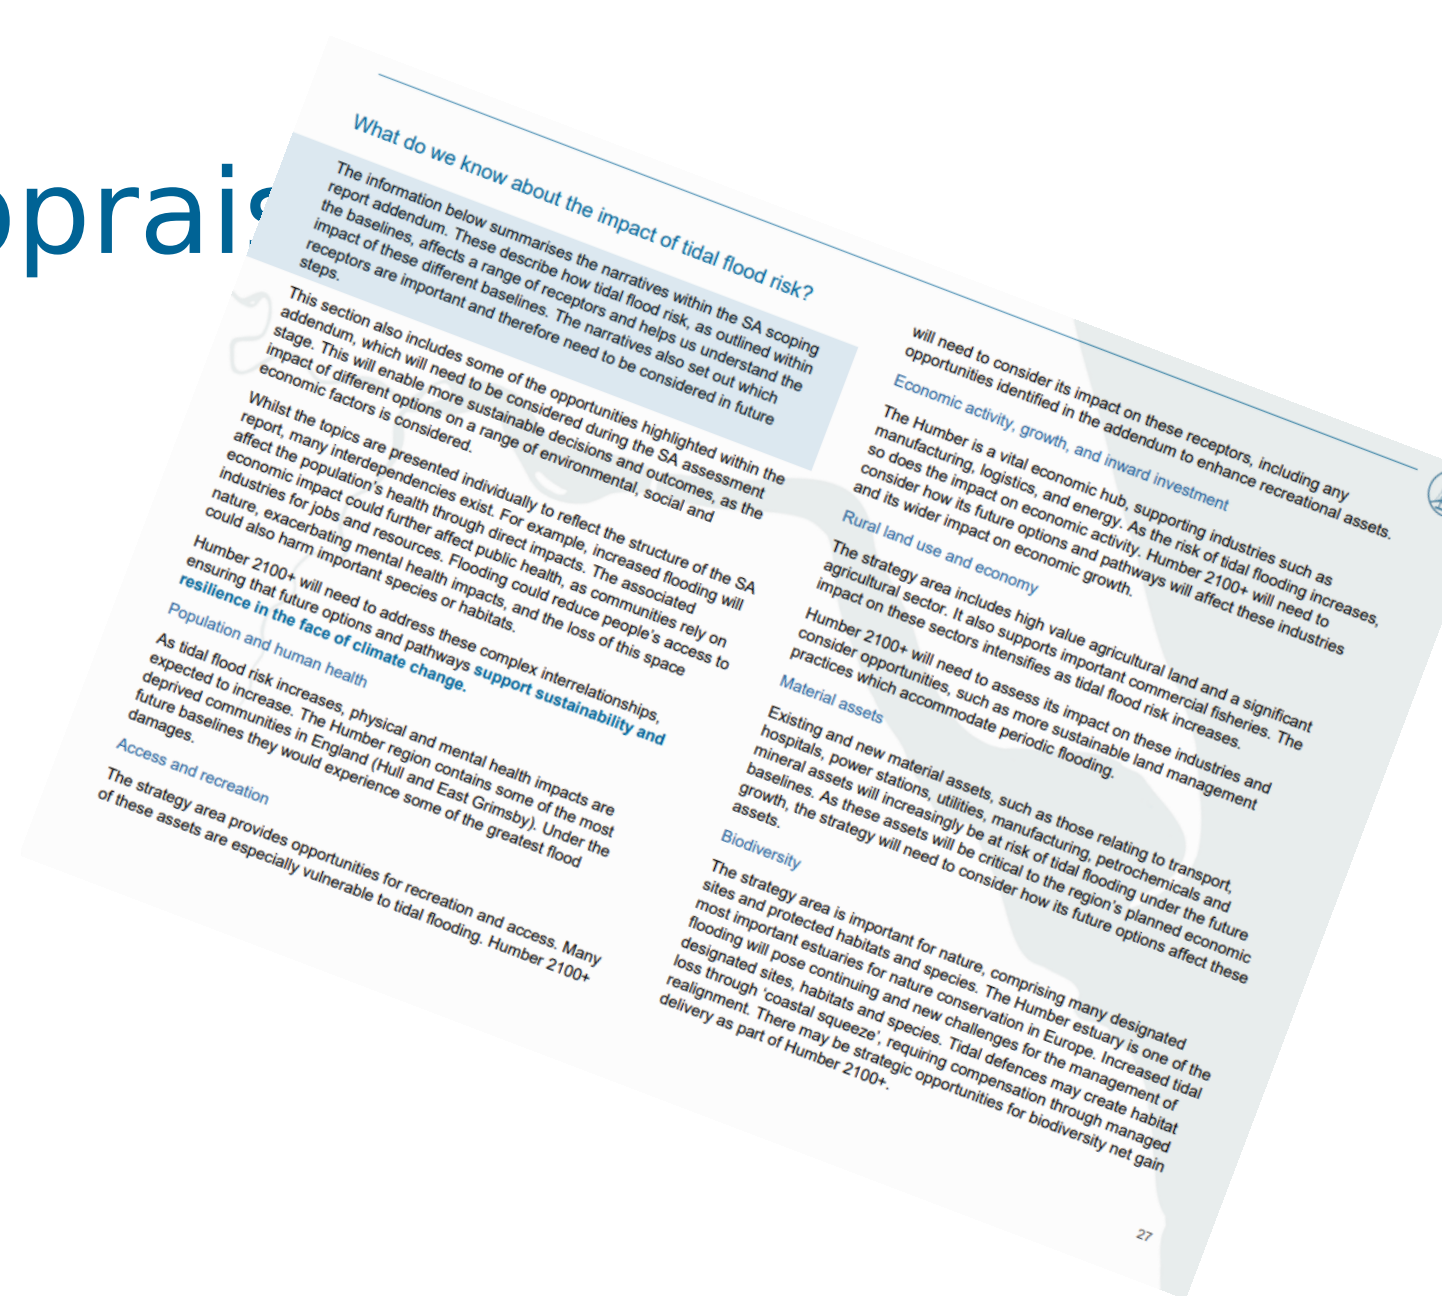 pprais
What do we know about the impact of tidal flood risk?
The information below summarises the narratives within the SA scoping
report addendum. These describe how tidal flood risk, as outlined within
the baselines, affects a range of receptors and helps us understand the
impact of these different baselines. The narratives also set out which
receptors are important and therefore need to be considered in future
steps.
This section also includes some of the opportunities highlighted within the
addendum, which will need to be considered during the SA assessment
stage. This will enable more sustainable decisions and outcomes, as the
impact of different options on a range of environmental, social and
economic factors is considered.
Whilst the topics are presented individually to reflect the structure of the SA
report, many interdependencies exist. For example, increased flooding will
affect the population's health through direct impacts. The associated
economic impact could further affect public health, as communities rely on
industries for jobs and resources. Flooding could reduce people's access to
nature, exacerbating mental health impacts, and the loss of this space
could also harm important species or habitats.
Humber 2100+ will need to address these complex interrelationships,
ensuring that future options and pathways support sustainability and
resilience in the face of climate change.
Population and human health
As tidal flood risk increases, physical and mental health impacts are
expected to increase. The Humber region contains some of the most
deprived communities in England (Hull and East Grimsby). Under the
future baselines they would experience some of the greatest flood
damages.
Access and recreation
The strategy area provides opportunities for recreation and access. Many
of these assets are especially vulnerable to tidal flooding. Humber 2100+
will need to consider its impact on these receptors, including any
opportunities identified in the addendum to enhance recreational assets.
Economic activity, growth, and inward investment
The Humber is a vital economic hub, supporting industries such as
manufacturing, logistics, and energy. As the risk of tidal flooding increases,
so does the impact on economic activity. Humber 2100+ will need to
consider how its future options and pathways will affect these industries
and its wider impact on economic growth.
Rural land use and economy
The strategy area includes high value agricultural land and a significant
agricultural sector. It also supports important commercial fisheries. The
impact on these sectors intensifies as tidal flood risk increases.
Humber 2100+ will need to assess its impact on these industries and
consider opportunities, such as more sustainable land management
practices which accommodate periodic flooding.
Material assets
Existing and new material assets, such as those relating to transport,
hospitals, power stations, utilities, manufacturing, petrochemicals and
mineral assets will increasingly be at risk of tidal flooding under the future
baselines. As these assets will be critical to the region's planned economic
growth, the strategy will need to consider how its future options affect these
assets.
Biodiversity
The strategy area is important for nature, comprising many designated
sites and protected habitats and species. The Humber estuary is one of the
most important estuaries for nature conservation in Europe. Increased tidal
flooding will pose continuing and new challenges for the management of
designated sites, habitats and species. Tidal defences may create habitat
loss through 'coastal squeeze', requiring compensation through managed
realignment. There may be strategic opportunities for biodiversity net gain
delivery as part of Humber 2100+.
27